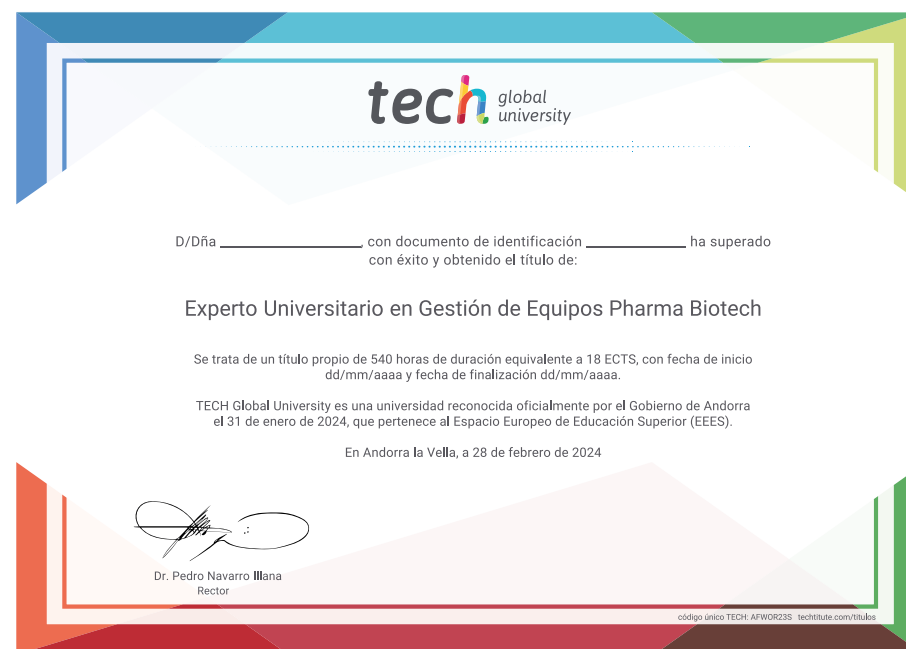 tech global
university
D/Dña ______________, con documento de identificación __________ ha superado
con éxito y obtenido el título de:
Experto Universitario en Gestión de Equipos Pharma Biotech
Se trata de un título propio de 540 horas de duración equivalente a 18 ECTS, con fecha de inicio
dd/mm/aaaa y fecha de finalización dd/mm/aaaa.
TECH Global University es una universidad reconocida oficialmente por el Gobierno de Andorra
el 31 de enero de 2024, que pertenece al Espacio Europeo de Educación Superior (EEES).
En Andorra la Vella, a 28 de febrero de 2024
Dr. Pedro Navarro Illana
Rector
código único TECH: AFWOR23S techtitute.com/titulos